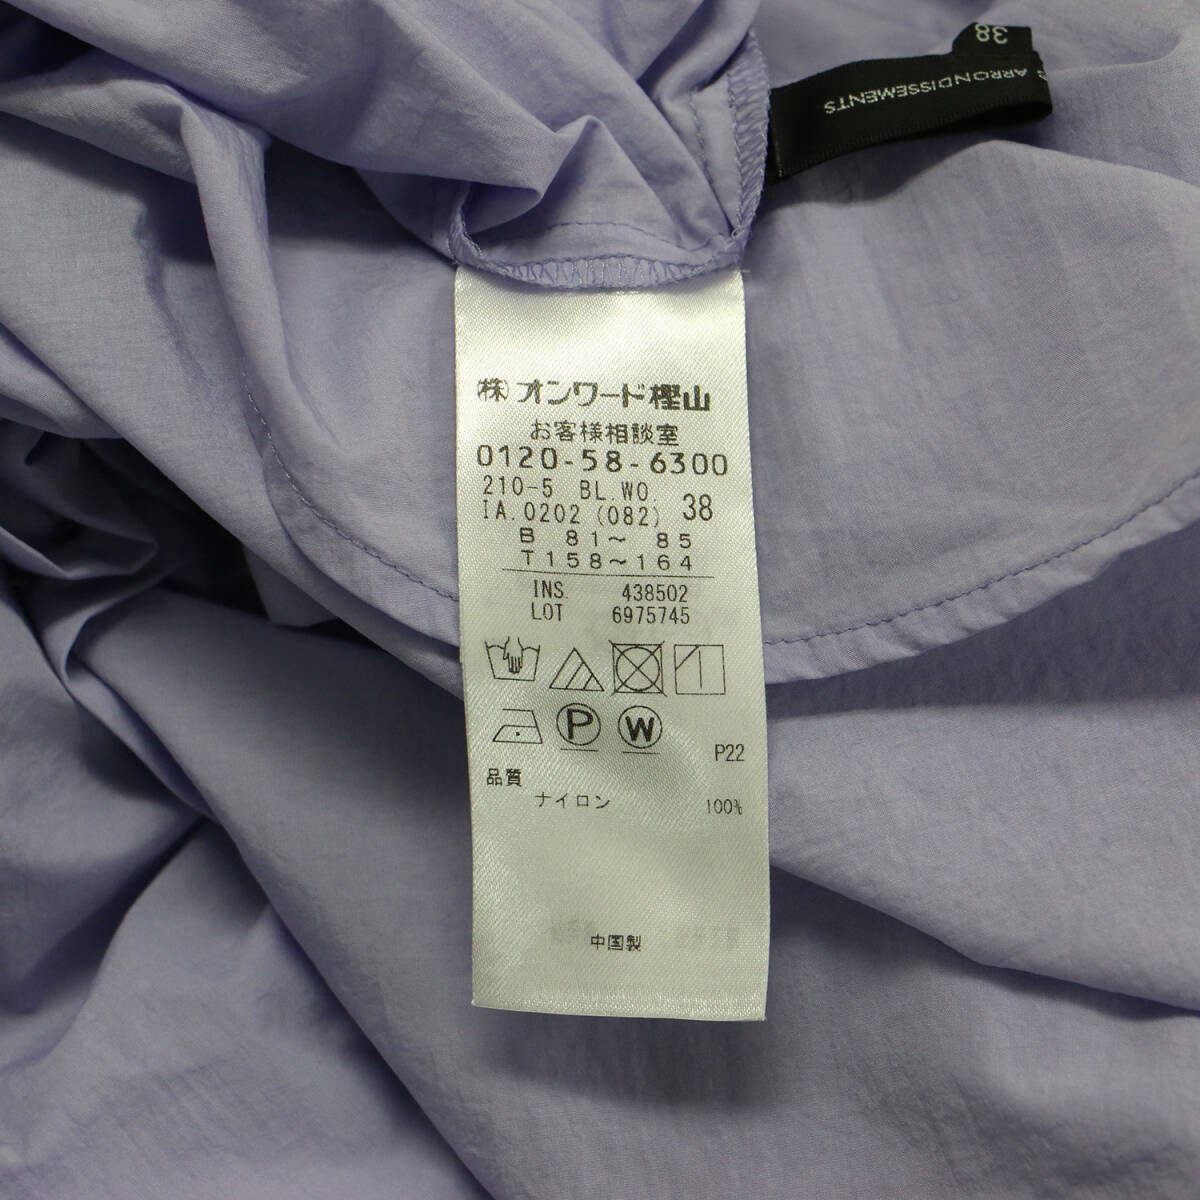 38
ARRONDISSEMENTS
(株)オンワード樫山
お客様相談室
0120-58-6300
210-5 BL.WO.
IA.0202 (082) 38
B 81～ 85
T158～164
INS. 438502
LOT 6975745
P W
P22
品質
ナイロン 100%
中国製